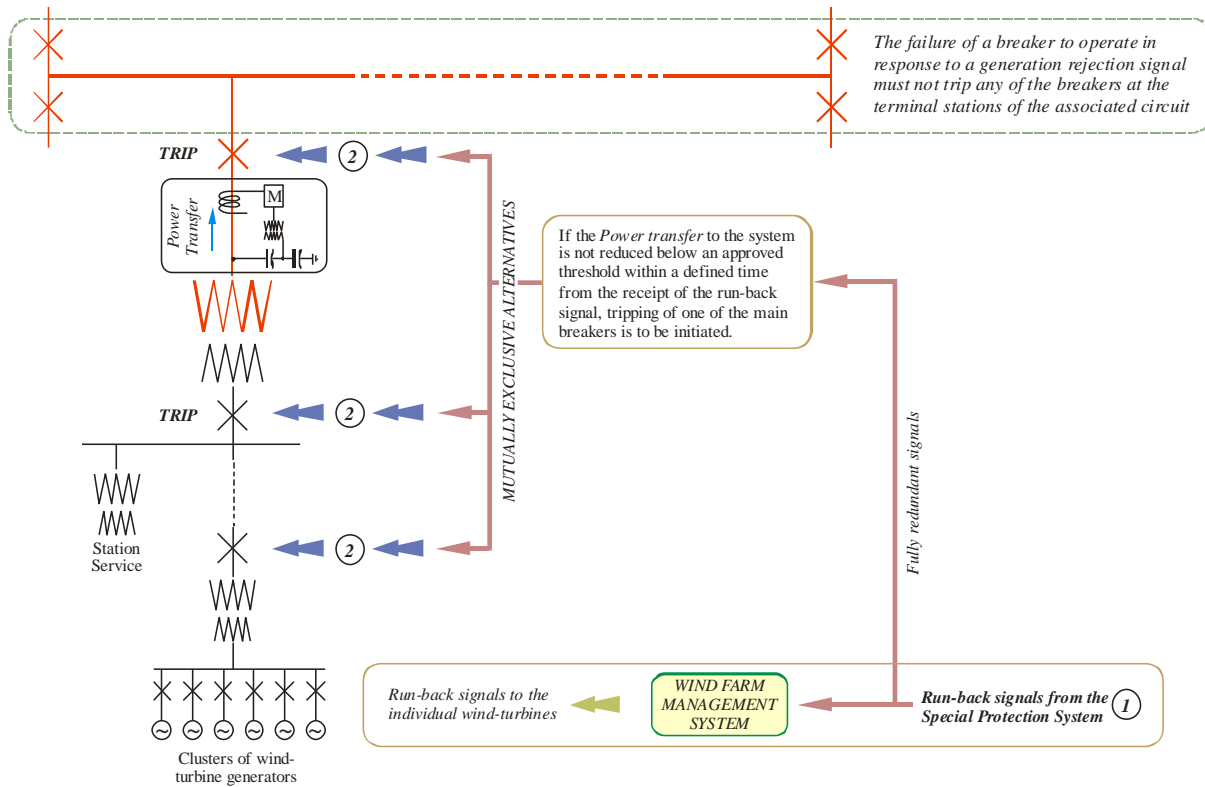 The failure of a breaker to operate in
response to a generation rejection signal
must not trip any of the breakers at the
terminal stations of the associated circuit
TRIP
2
M
Power
Transfer
MUTUALLY EXCLUSIVE ALTERNATIVES
If the Power transfer to the system
is not reduced below an approved
threshold within a defined time
from the receipt of the run-back
signal, tripping of one of the main
breakers is to be initiated.
TRIP
2
Fully redundant signals
Station
Service
2
Run-back signals to the
individual wind-turbines
WIND FARM
MANAGEMENT
SYSTEM
Run-back signals from the
Special Protection System
1
Clusters of wind-
turbine generators